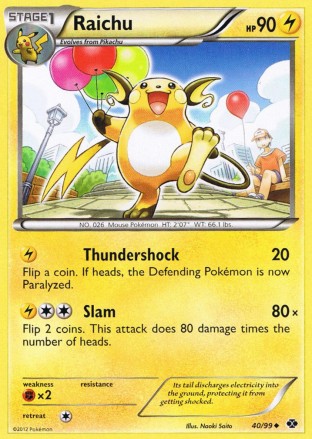 STAGE1
Raichu
HP90
Evolves from Pikachu
NO. 026 Mouse Pokémon HT. 2'07" WT. 66.1 lbs.
Thundershock 20
Flip a coin. If heads, the Defending Pokémon is now
Paralyzed.
Slam 80×
Flip 2 coins. This attack does 80 damage times the
number of heads.
weakness resistance
×2
retreat
Its tail discharges electricity into the
ground, protecting it from
getting shocked.
©2012 Pokémon
Illus. Naoki Saito
40/99